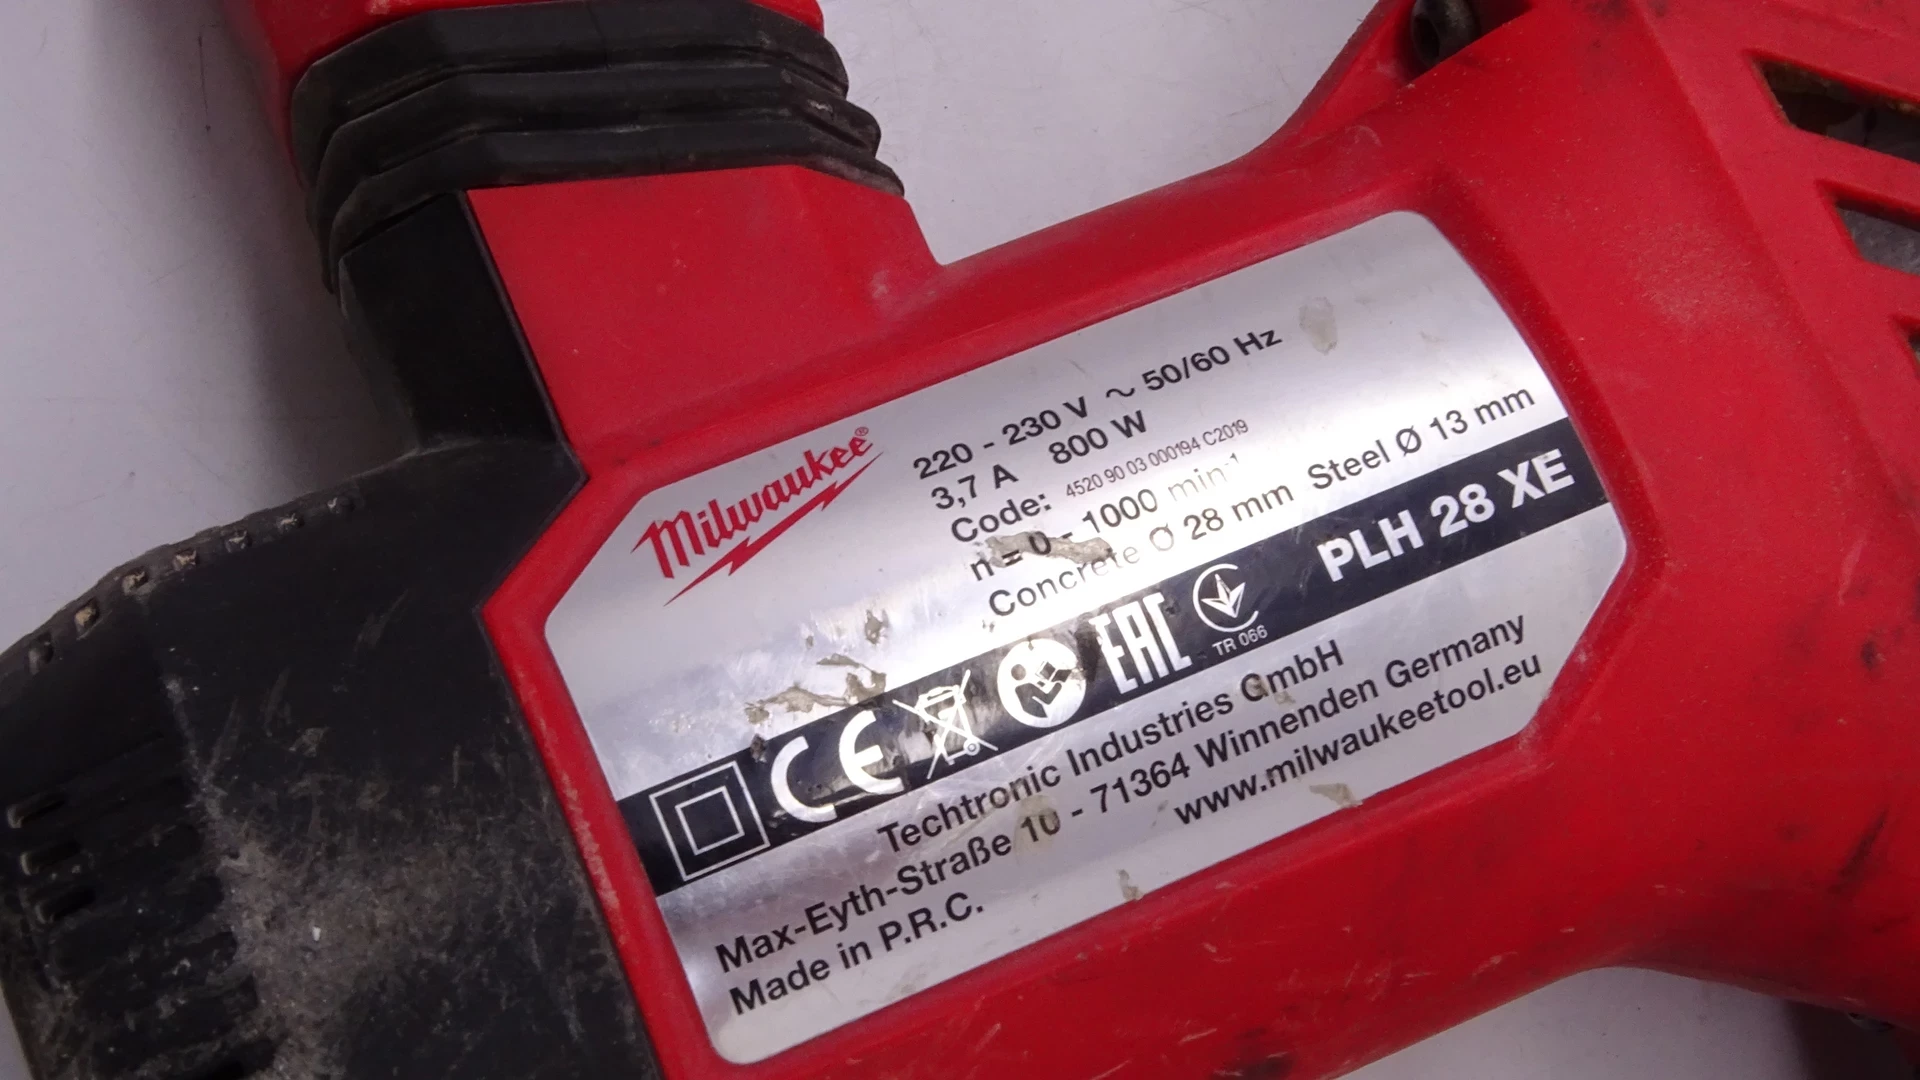 Milwaukee®
220 - 230 V ~ 50/60 Hz
3,7 A 800 W
Code: 4520 90 03 000194 C2019
n = 0 - 1000 min-1
Concrete Ø 28 mm Steel Ø 13 mm
CE EAC TR 066 PLH 28 XE
Techtronic Industries GmbH
Max-Eyth-Straße 10 - 71364 Winnenden Germany
Made in P.R.C. www.milwaukeetool.eu